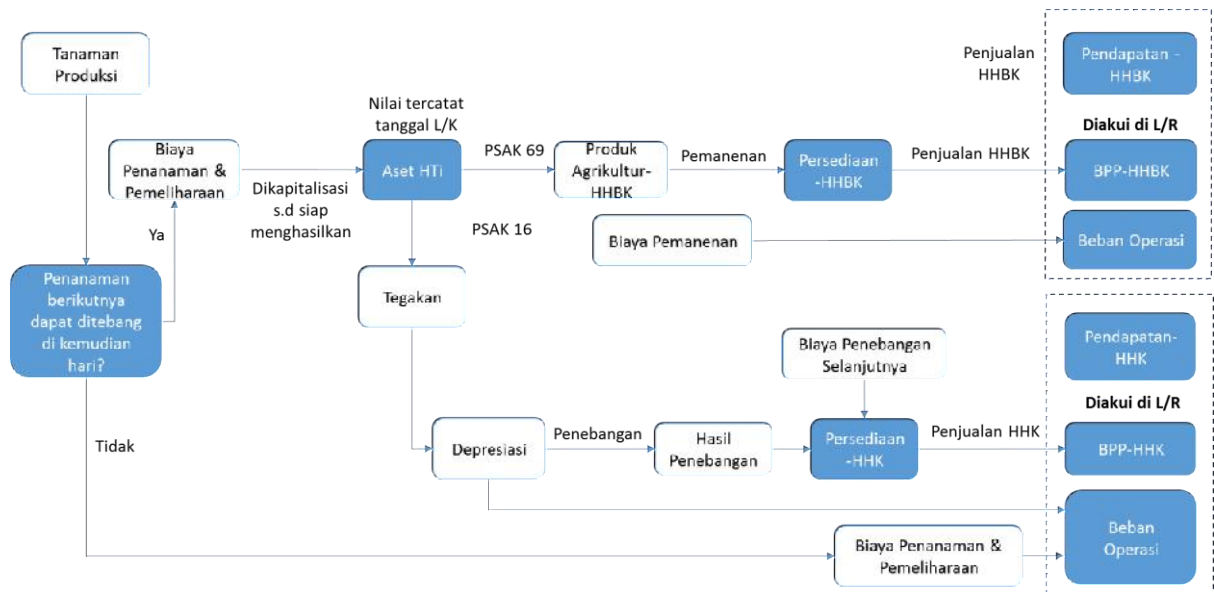 Tanaman
Produksi
Penanaman
berikutnya
dapat ditebang
di kemudian
hari?
Ya
Tidak
Biaya
Penanaman &
Pemeliharaan
Dikapitalisasi
s.d siap
menghasilkan
Nilai tercatat
tanggal L/K
Aset HTi
PSAK 69
PSAK 16
Produk
Agrikultur-
HHBK
Pemanenan
Persediaan
-HHBK
Penjualan HHBK
Penjualan
HHBK
Pendapatan -
HHBK
Diakui di L/R
BPP-HHBK
Biaya Pemanenan
Beban Operasi
Tegakan
Depresiasi
Penebangan
Hasil
Penebangan
Biaya Penebangan
Selanjutnya
Persediaan
-HHK
Penjualan HHK
Pendapatan-
HHK
Diakui di L/R
BPP-HHK
Beban
Operasi
Biaya Penanaman &
Pemeliharaan